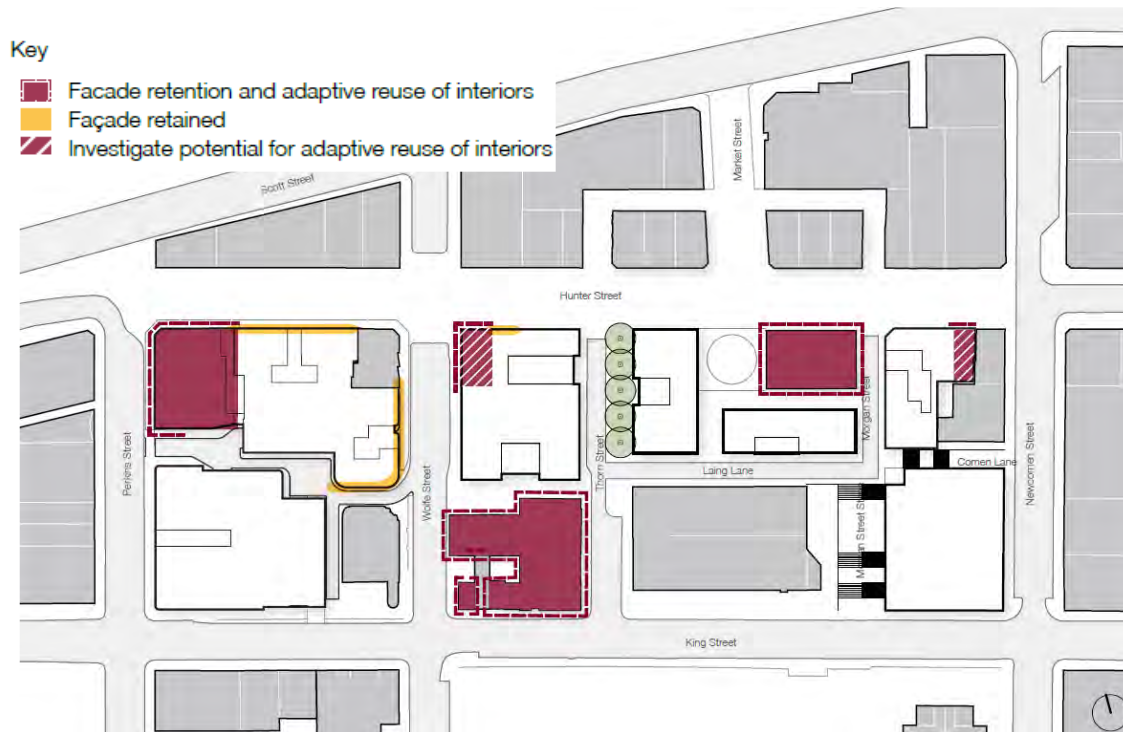 Key
Facade retention and adaptive reuse of interiors
Façade retained
Investigate potential for adaptive reuse of interiors
Scott Street
Market Street
Hunter Street
Perkins Street
Wolfe Street
Thorn Street
Morgan Street
Laing Lane
Comen Lane
Newcomen Street
King Street